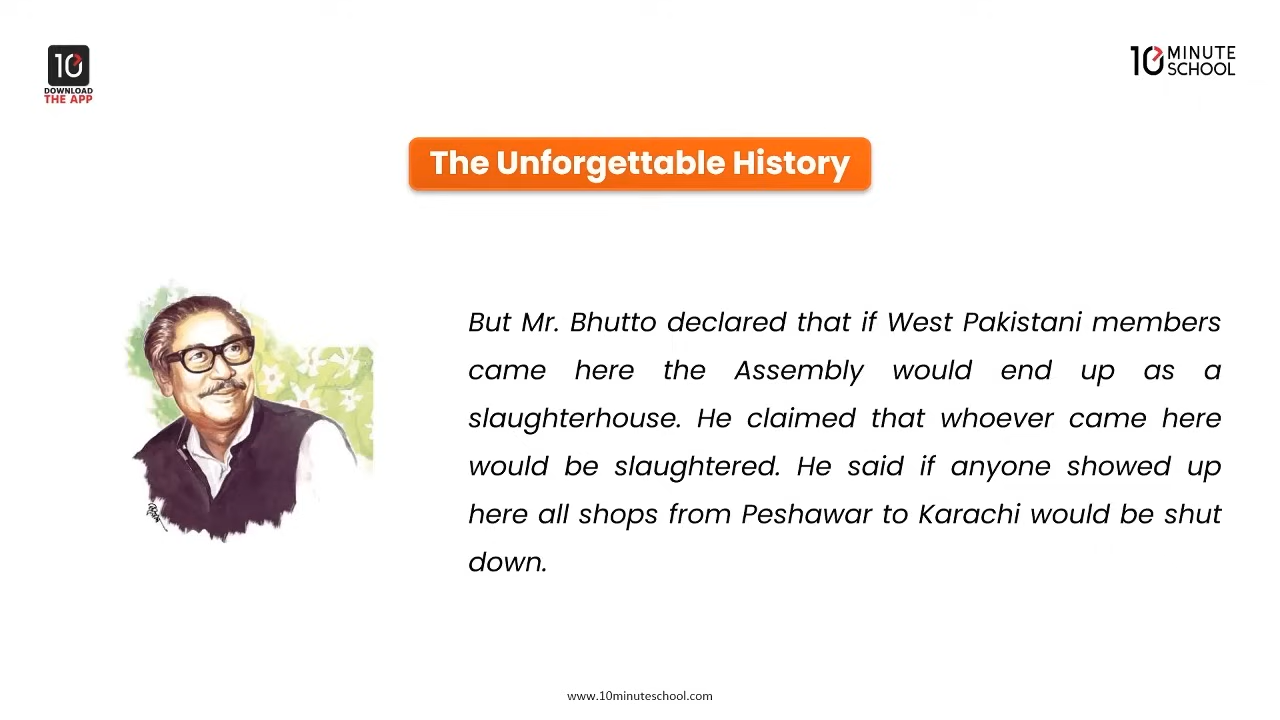 10
DOWNLOAD
THE APP
10 MINUTE
SCHOOL
The Unforgettable History
But Mr. Bhutto declared that if West Pakistani members
came here the Assembly would end up as a
slaughterhouse. He claimed that whoever came here
would be slaughtered. He said if anyone showed up
here all shops from Peshawar to Karachi would be shut
down.
www.10minuteschool.com